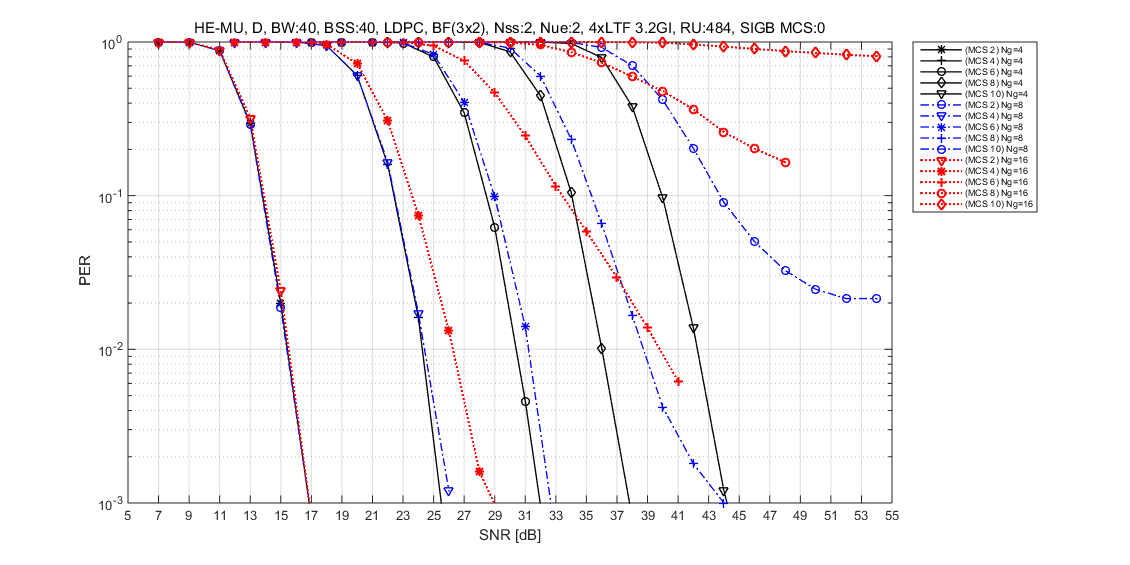 HE-MU, D, BW:40, BSS:40, LDPC, BF(3x2), Nss:2, Nue:2, 4xLTF 3.2GI, RU:484, SIGB MCS:0
10^0
10^-1
10^-2
10^-3
PER
5 7 9 11 13 15 17 19 21 23 25 27 29 31 33 35 37 39 41 43 45 47 49 51 53 55
SNR [dB]
(MCS 2) Ng=4
(MCS 4) Ng=4
(MCS 6) Ng=4
(MCS 8) Ng=4
(MCS 10) Ng=4
(MCS 2) Ng=8
(MCS 4) Ng=8
(MCS 6) Ng=8
(MCS 8) Ng=8
(MCS 10) Ng=8
(MCS 2) Ng=16
(MCS 4) Ng=16
(MCS 6) Ng=16
(MCS 8) Ng=16
(MCS 10) Ng=16